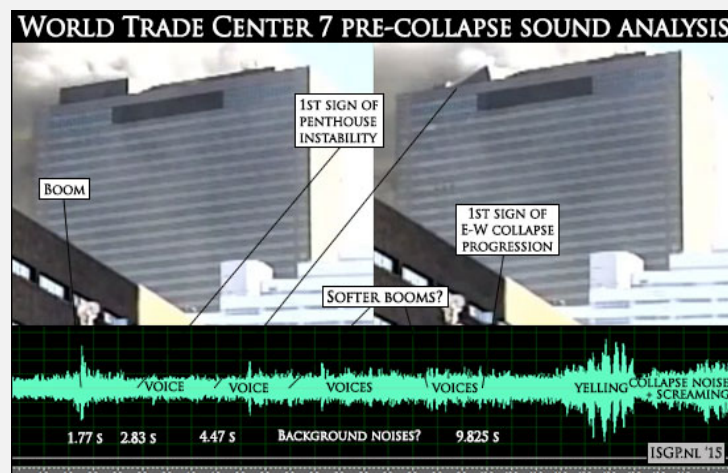 WORLD TRADE CENTER 7 PRE-COLLAPSE SOUND ANALYSIS
1ST SIGN OF
PENTHOUSE
INSTABILITY
BOOM
1ST SIGN OF
E-W COLLAPSE
PROGRESSION
SOFTER BOOMS?
VOICE
VOICE
VOICES
VOICES
YELLING
COLLAPSE NOISE
+ SCREAMING
1.77 S
2.83 S
4.47 S
BACKGROUND NOISES?
9.825 S
ISGP.NL '13